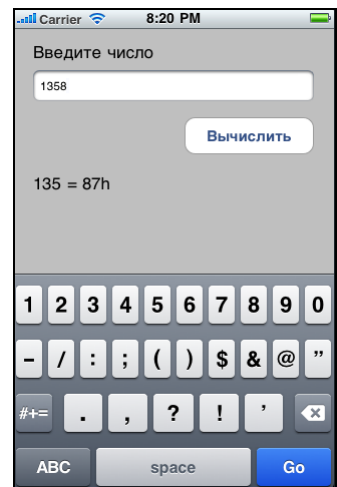 Carrier 8:20 PM
Введите число
1358
Вычислить
135 = 87h
1 2 3 4 5 6 7 8 9 0
- / : ; ( ) $ & @ ”
#+= . , ? ! ’
ABC space Go